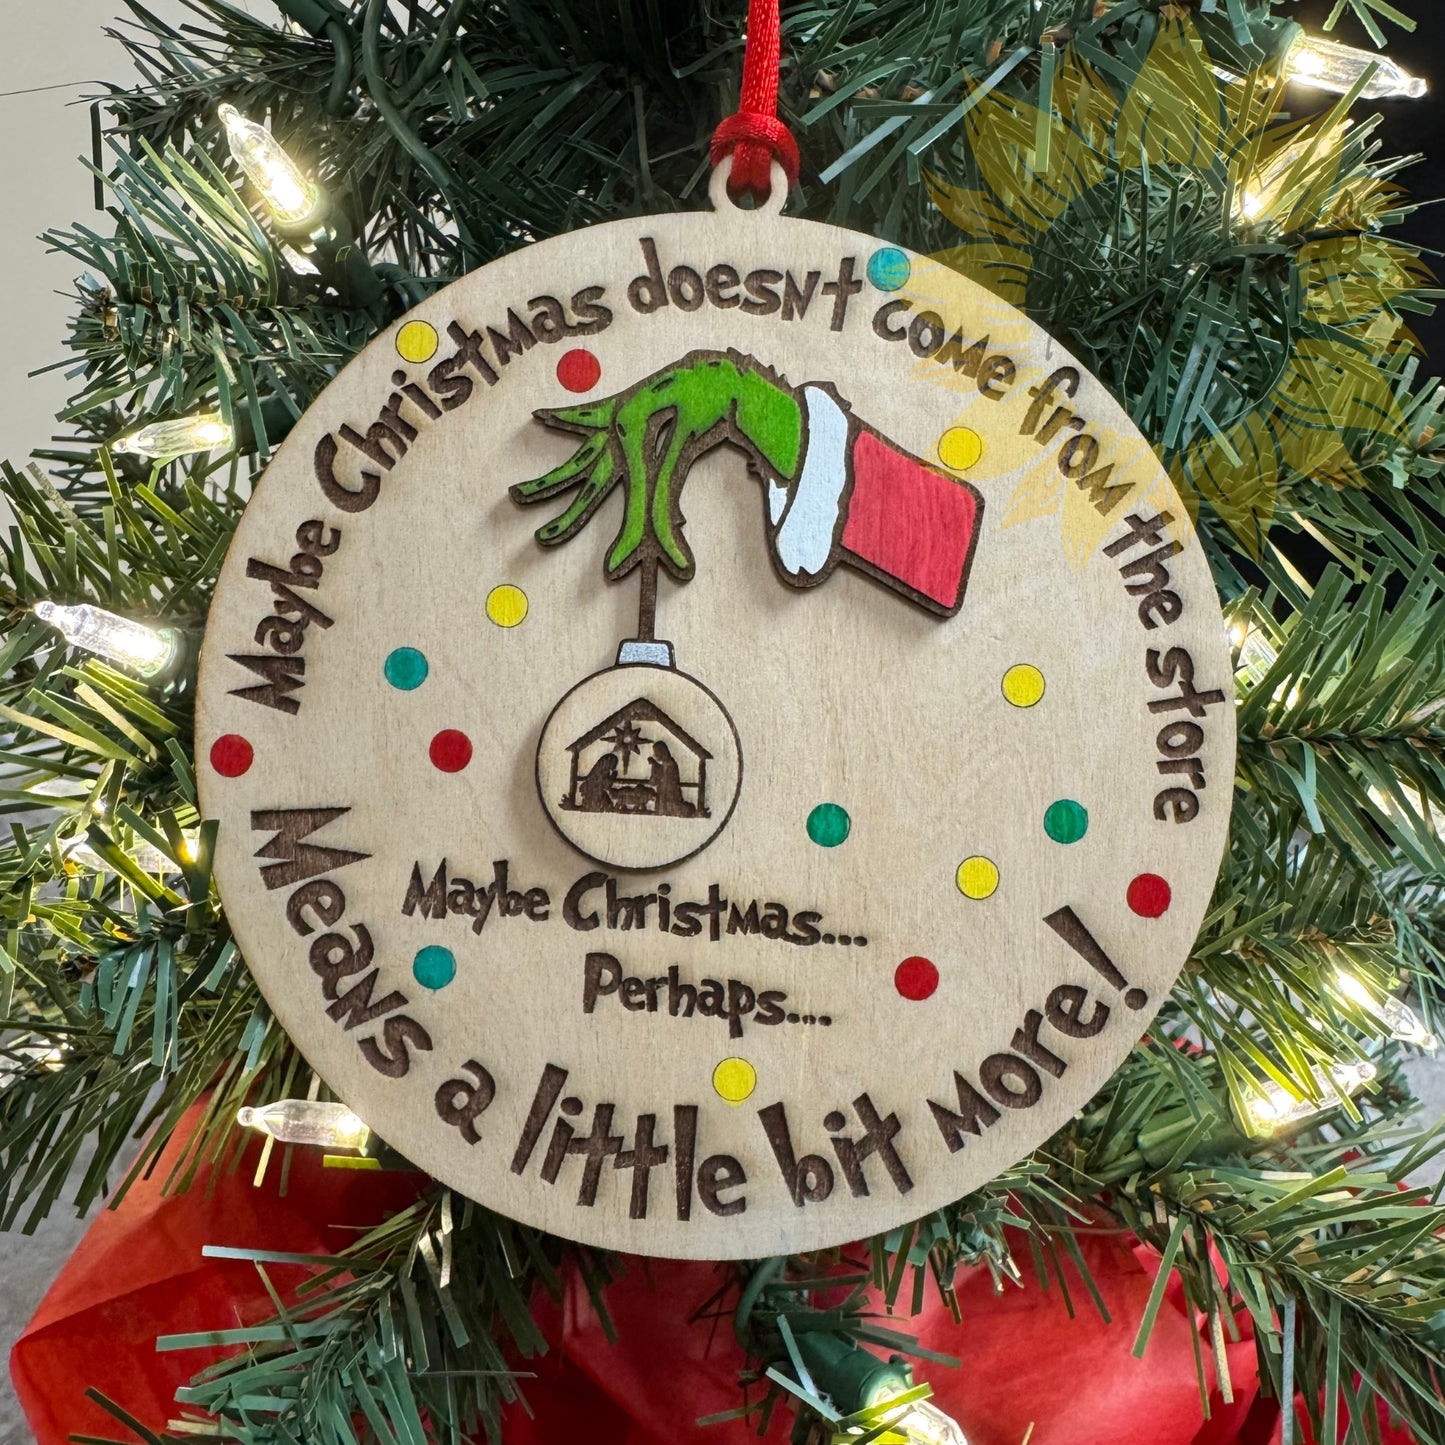 Maybe Christmas doesn't come from the store
Maybe Christmas...
Perhaps...
Means a little bit more!